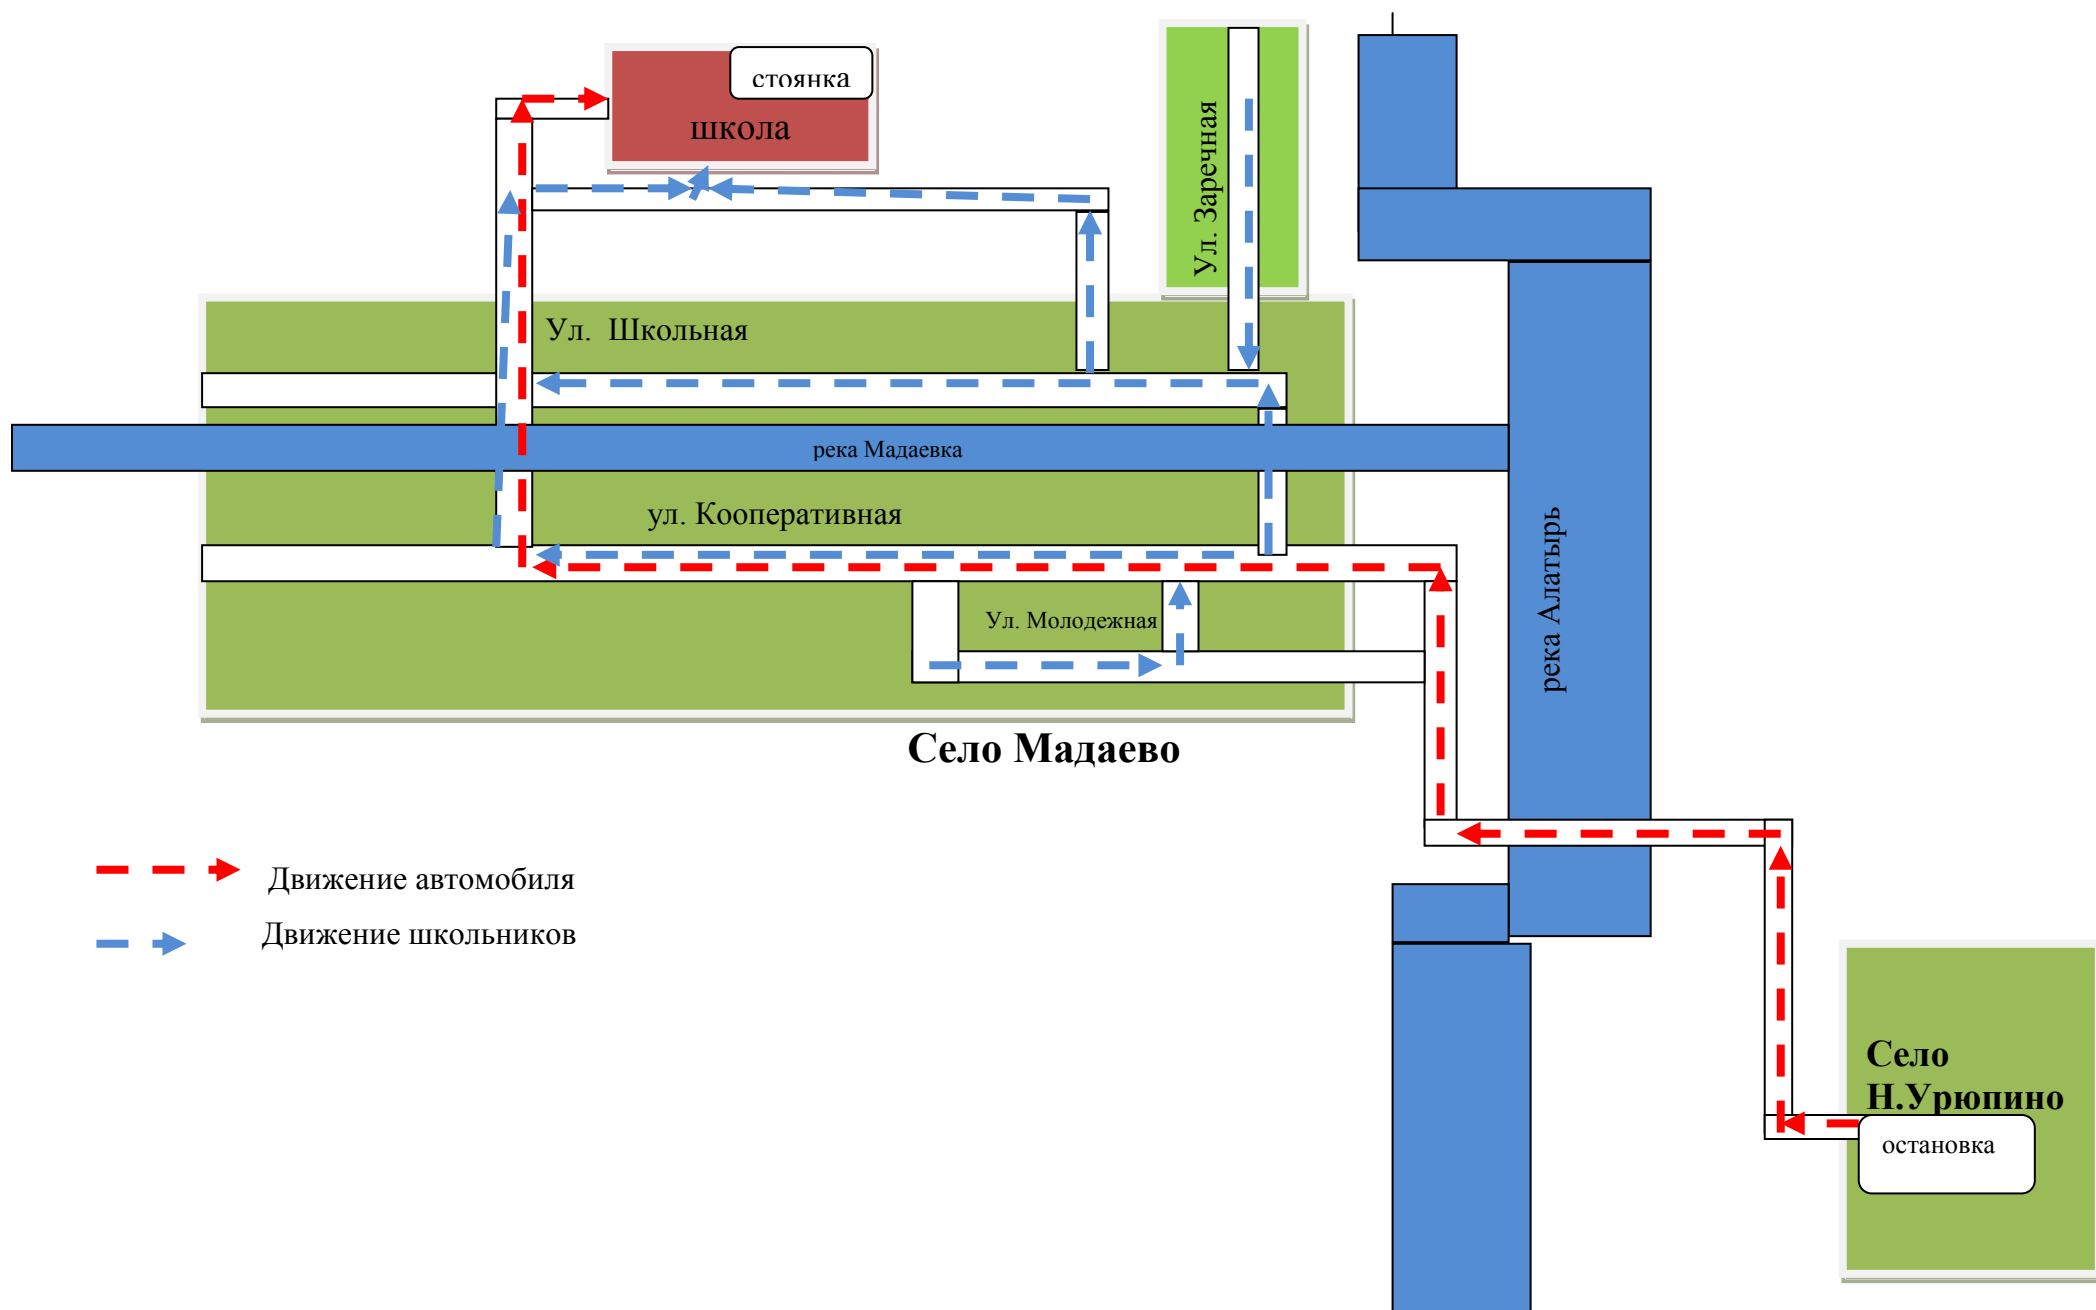 стоянка
школа
Ул. Заречная
Ул. Школьная
река Мадаевка
ул. Кооперативная
река Алатырь
Ул. Молодежная
Село Мадаево
Движение автомобиля
Движение школьников
Село
Н.Урюпино
остановка